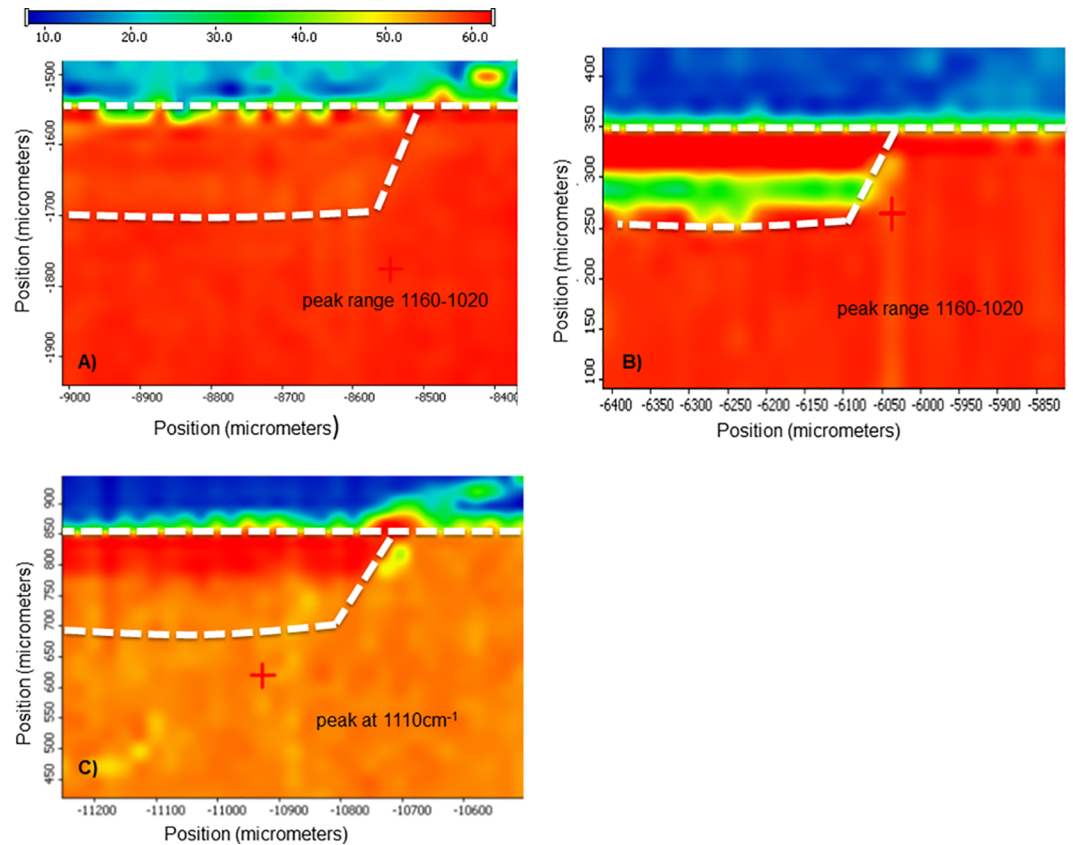 10.0 20.0 30.0 40.0 50.0 60.0
Position (micrometers)
-1500
-1600
-1700
-1800
-1900
peak range 1160-1020
A)
-9000 -8900 -8800 -8700 -8600 -8500 -8400
Position (micrometers)
Position (micrometers)
400
350
300
250
200
150
100
peak range 1160-1020
B)
-6400 -6350 -6300 -6250 -6200 -6150 -6100 -6050 -6000 -5950 -5900 -5850
Position (micrometers)
Position (micrometers)
900
850
800
750
700
650
600
550
500
450
peak at 1110cm-1
C)
-11200 -11100 -11000 -10900 -10800 -10700 -10600
Position (micrometers)